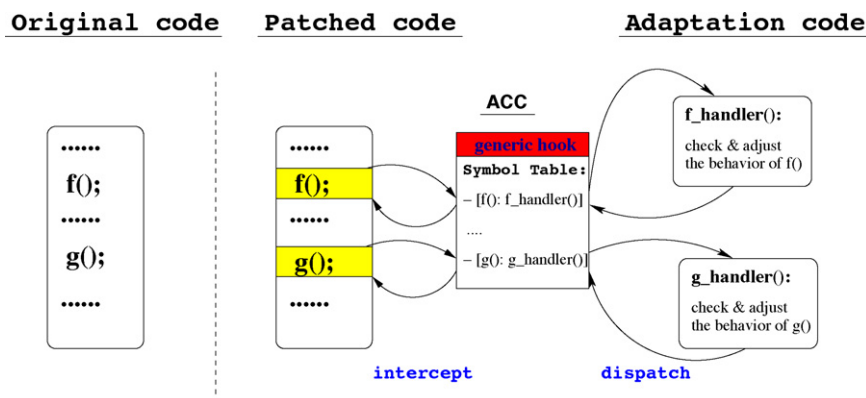 Original code
Patched code
Adaptation code
......
f();
......
g();
......
......
f();
......
g();
......
ACC
generic hook
Symbol Table:
– [f(): f_handler()]
....
– [g(): g_handler()]
f_handler():
check & adjust
the behavior of f()
g_handler():
check & adjust
the behavior of g()
intercept
dispatch